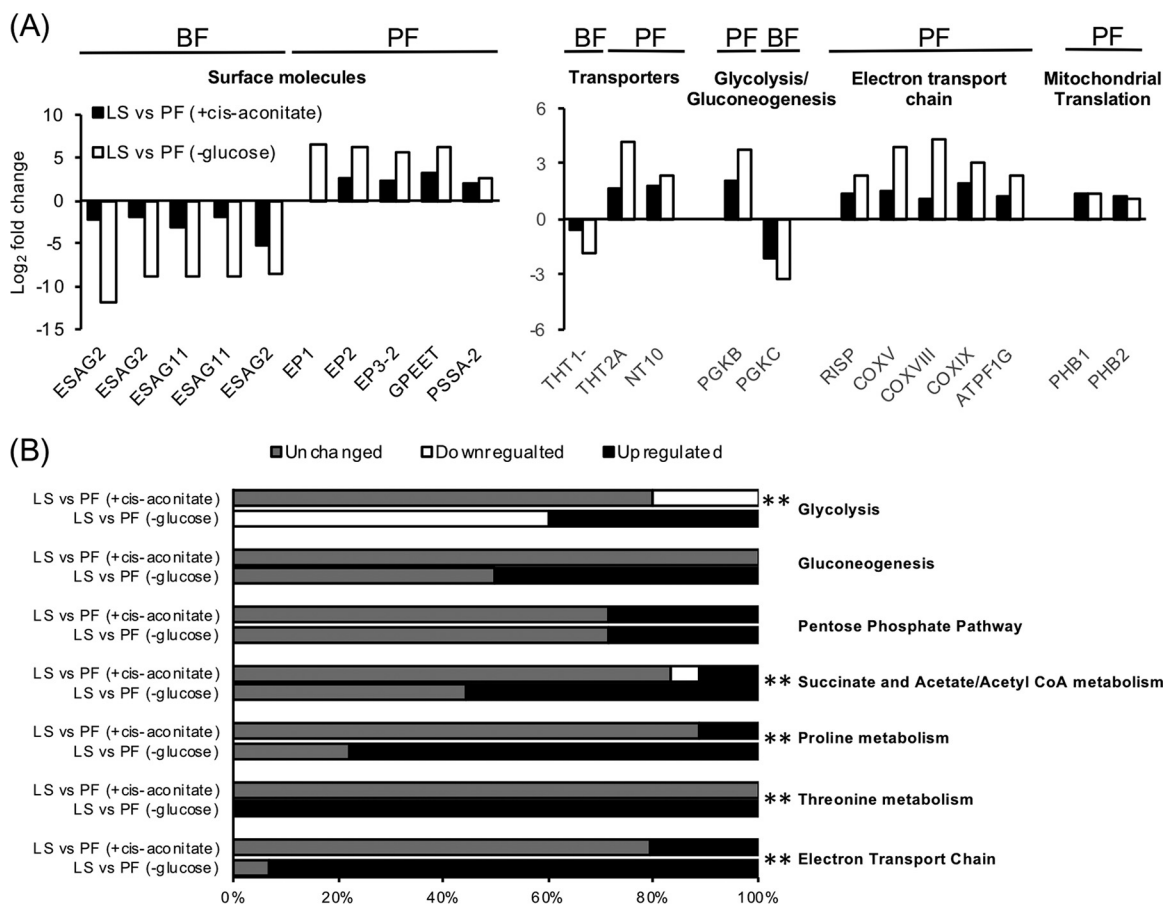 (A)
BF PF BF PF PF BF PF PF
Surface molecules
Transporters
Glycolysis/
Gluconeogenesis
Electron transport
chain
Mitochondrial
Translation
LS vs PF (+cis-aconitate)
LS vs PF (-glucose)
Log2 fold change
10
5
0
-5
-10
-15
ESAG2 ESAG2 ESAG11 ESAG11 ESAG2 EP1 EP2 EP3-2 GPEET PSSA-2
6
3
0
-3
-6
THT1- THT2A NT10 PGKB PGKC RISP COXV COXVIII COXIX ATPF1G PHB1 PHB2
(B)
Unchanged Downregualted Upregulated
LS vs PF (+cis-aconitate)
LS vs PF (-glucose)
** Glycolysis
LS vs PF (+cis-aconitate)
LS vs PF (-glucose)
Gluconeogenesis
LS vs PF (+cis-aconitate)
LS vs PF (-glucose)
Pentose Phosphate Pathway
LS vs PF (+cis-aconitate)
LS vs PF (-glucose)
** Succinate and Acetate/Acetyl CoA metabolism
LS vs PF (+cis-aconitate)
LS vs PF (-glucose)
** Proline metabolism
LS vs PF (+cis-aconitate)
LS vs PF (-glucose)
** Threonine metabolism
LS vs PF (+cis-aconitate)
LS vs PF (-glucose)
** Electron Transport Chain
0% 20% 40% 60% 80% 100%